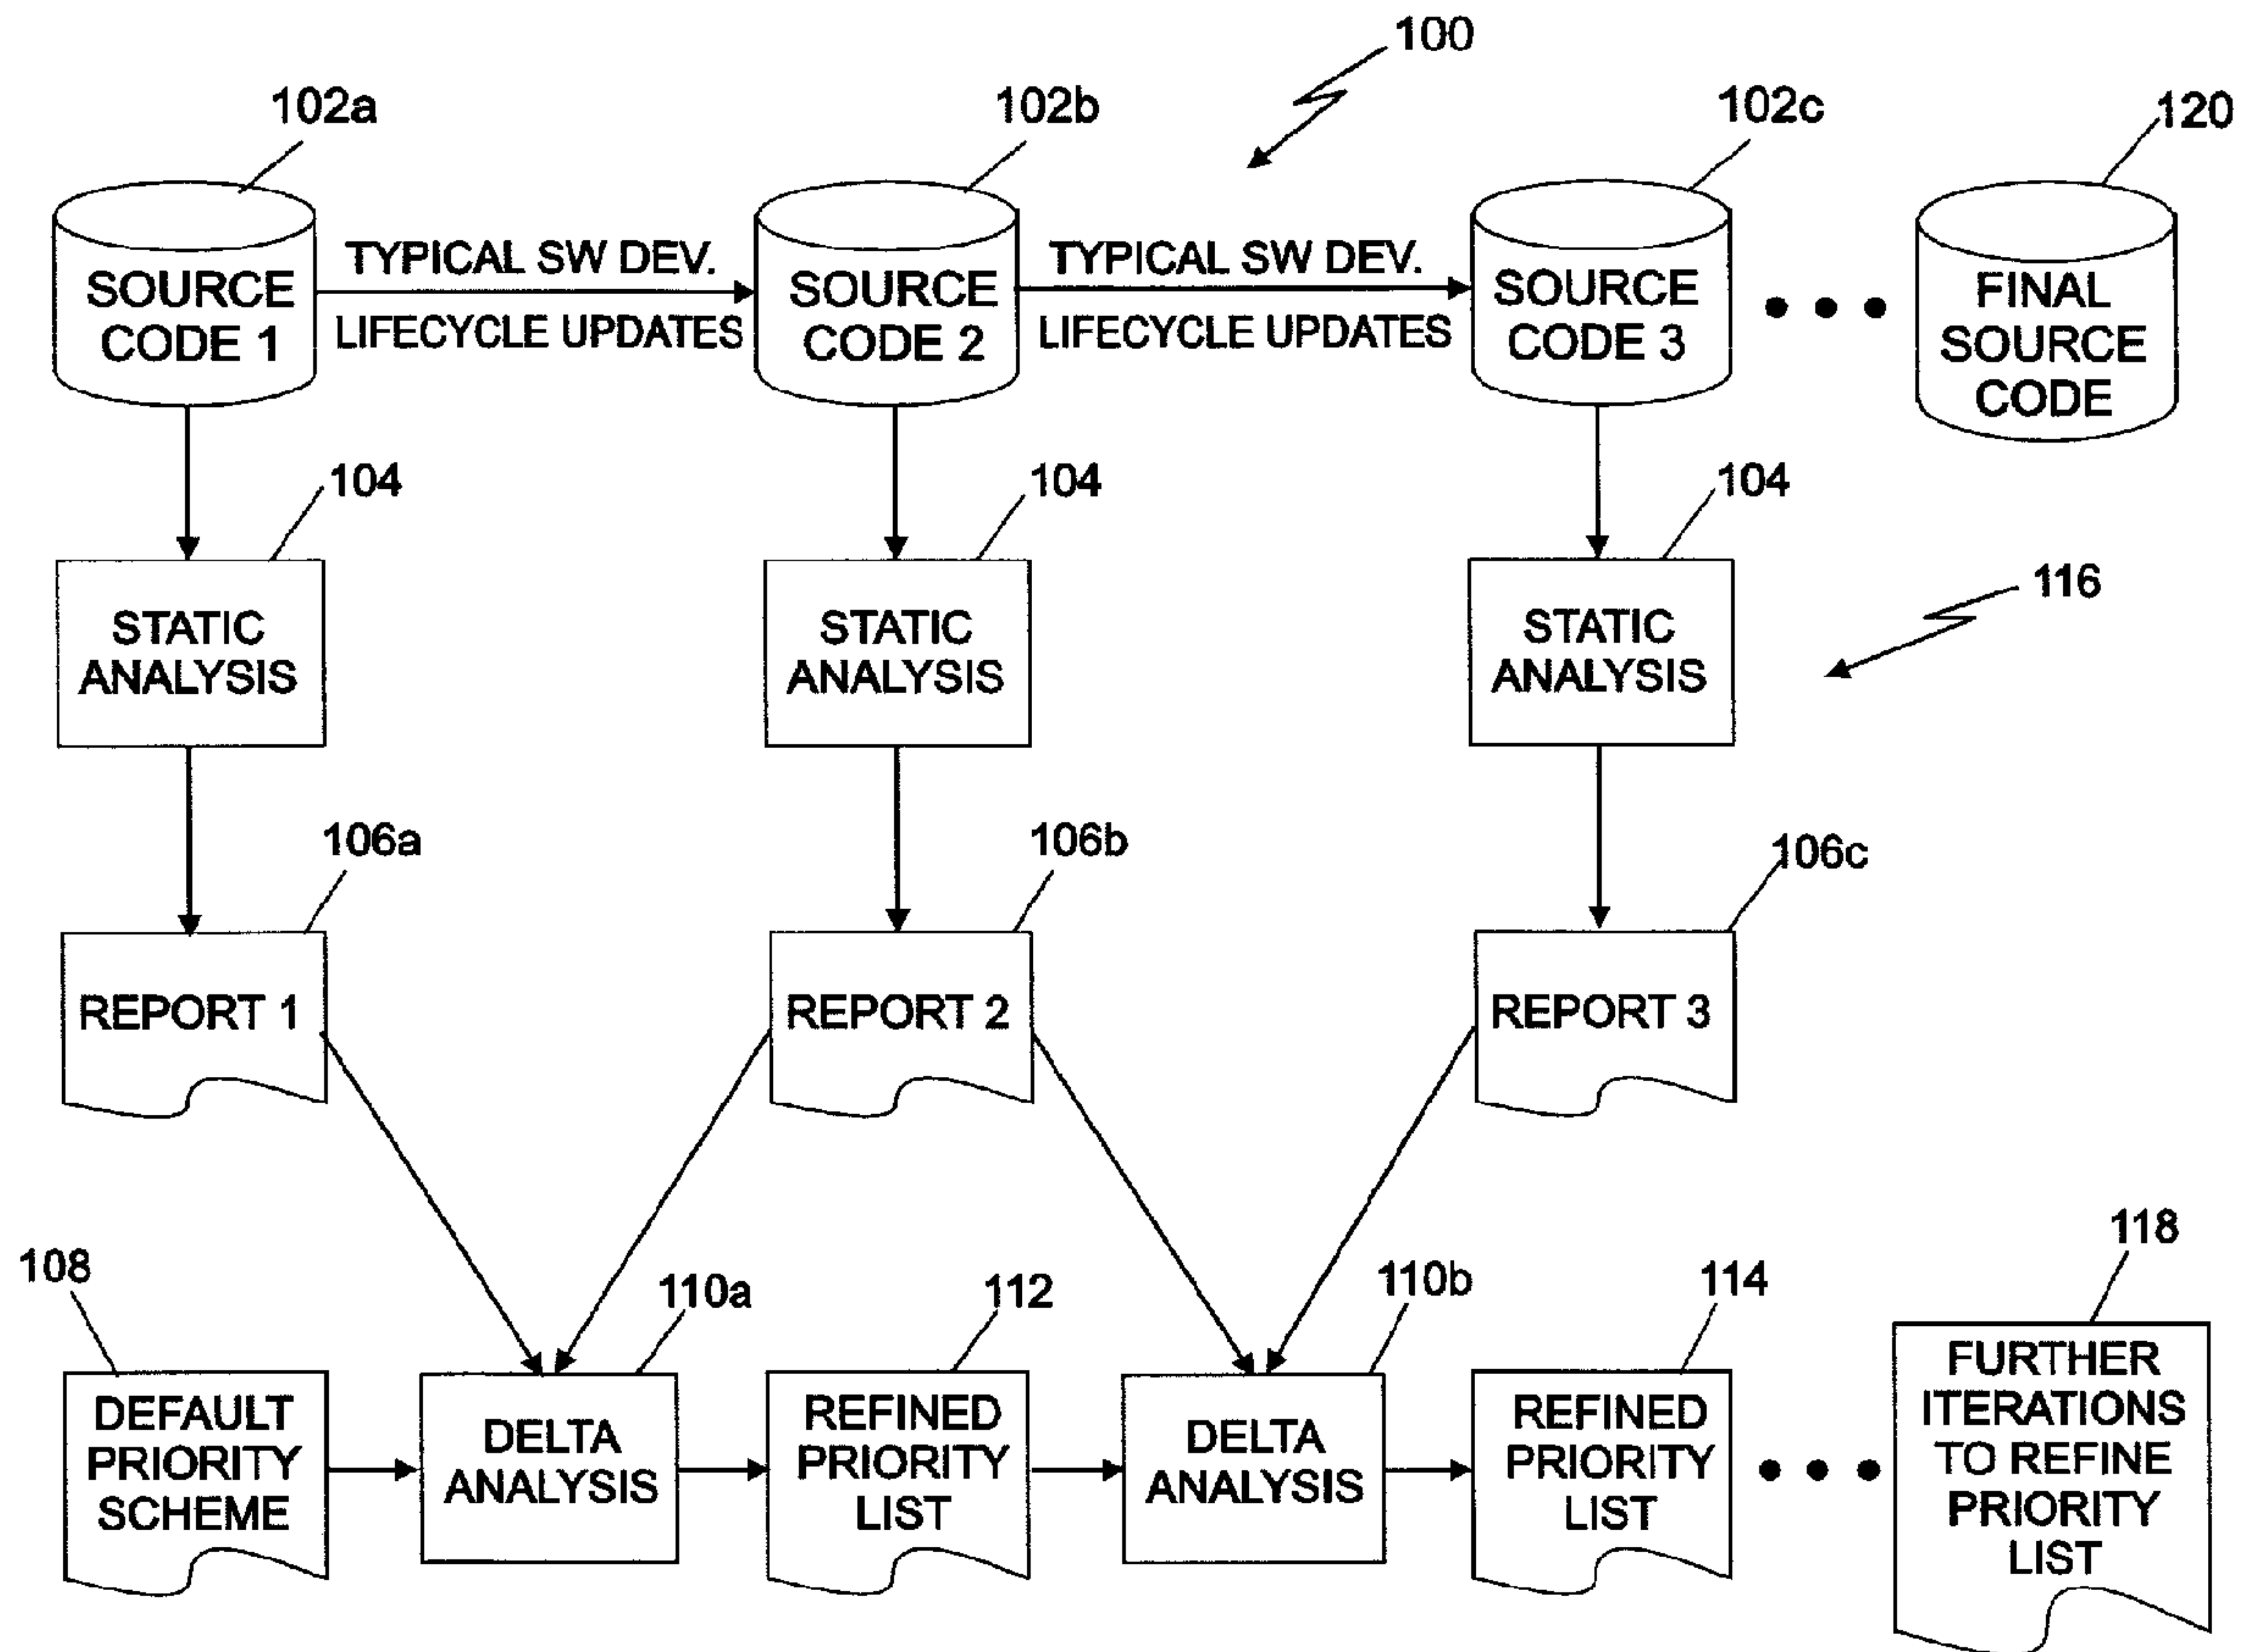 100
102a
102b
102c
120
SOURCE
CODE 1
TYPICAL SW DEV.
LIFECYCLE UPDATES
SOURCE
CODE 2
TYPICAL SW DEV.
LIFECYCLE UPDATES
SOURCE
CODE 3
FINAL
SOURCE
CODE
104
104
104
116
STATIC
ANALYSIS
STATIC
ANALYSIS
STATIC
ANALYSIS
106a
106b
106c
REPORT 1
REPORT 2
REPORT 3
108
110a
112
110b
114
118
DEFAULT
PRIORITY
SCHEME
DELTA
ANALYSIS
REFINED
PRIORITY
LIST
DELTA
ANALYSIS
REFINED
PRIORITY
LIST
FURTHER
ITERATIONS
TO REFINE
PRIORITY
LIST